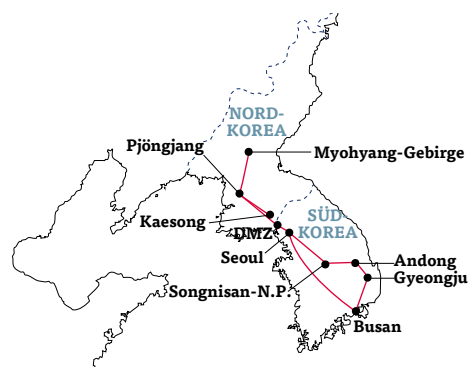 NORD-
KOREA
Pjöngjang
Myohyang-Gebirge
Kaesong
SÜD-
KOREA
DMZ
Seoul
Andong
Gyeongju
Songnisan-N.P.
Busan